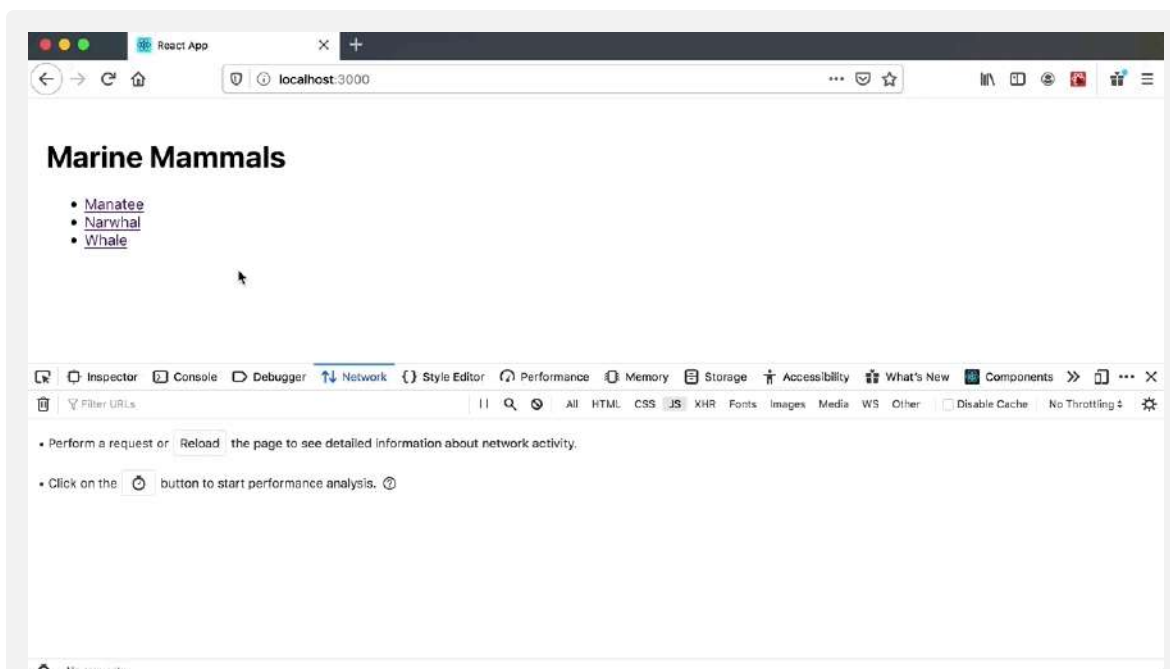 React App
localhost:3000
Marine Mammals
Manatee
Narwhal
Whale
Inspector Console Debugger Network Style Editor Performance Memory Storage Accessibility What's New Components
Filter URLs All HTML CSS JS XHR Fonts Images Media WS Other Disable Cache No Throttling
• Perform a request or Reload the page to see detailed information about network activity.
• Click on the button to start performance analysis.